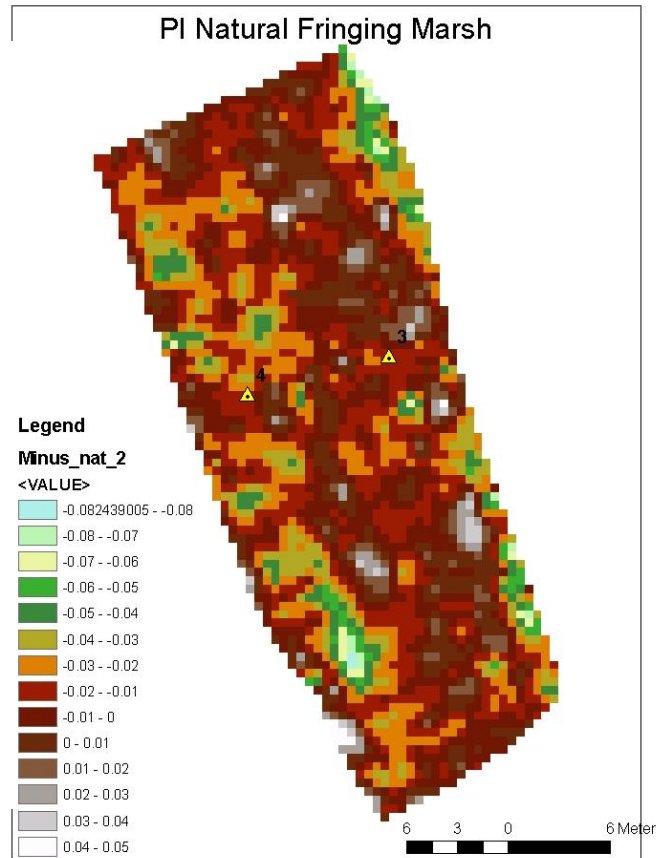 PI Natural Fringing Marsh
3
4
Legend
Minus_nat_2
<VALUE>
-0.082439005 - -0.08
-0.08 - -0.07
-0.07 - -0.06
-0.06 - -0.05
-0.05 - -0.04
-0.04 - -0.03
-0.03 - -0.02
-0.02 - -0.01
-0.01 - 0
0 - 0.01
0.01 - 0.02
0.02 - 0.03
0.03 - 0.04
0.04 - 0.05
6 3 0 6 Meter